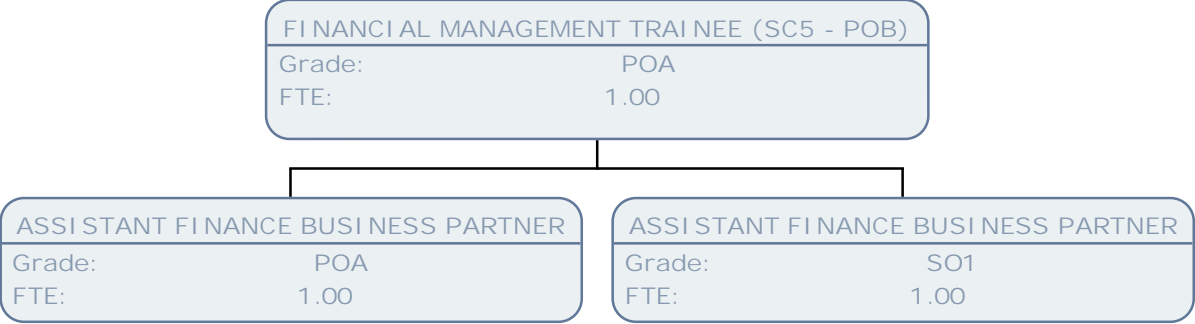 FINANCIAL MANAGEMENT TRAINEE (SC5 - POB)
Grade: POA
FTE: 1.00
ASSISTANT FINANCE BUSINESS PARTNER
Grade: POA
FTE: 1.00
ASSISTANT FINANCE BUSINESS PARTNER
Grade: SO1
FTE: 1.00